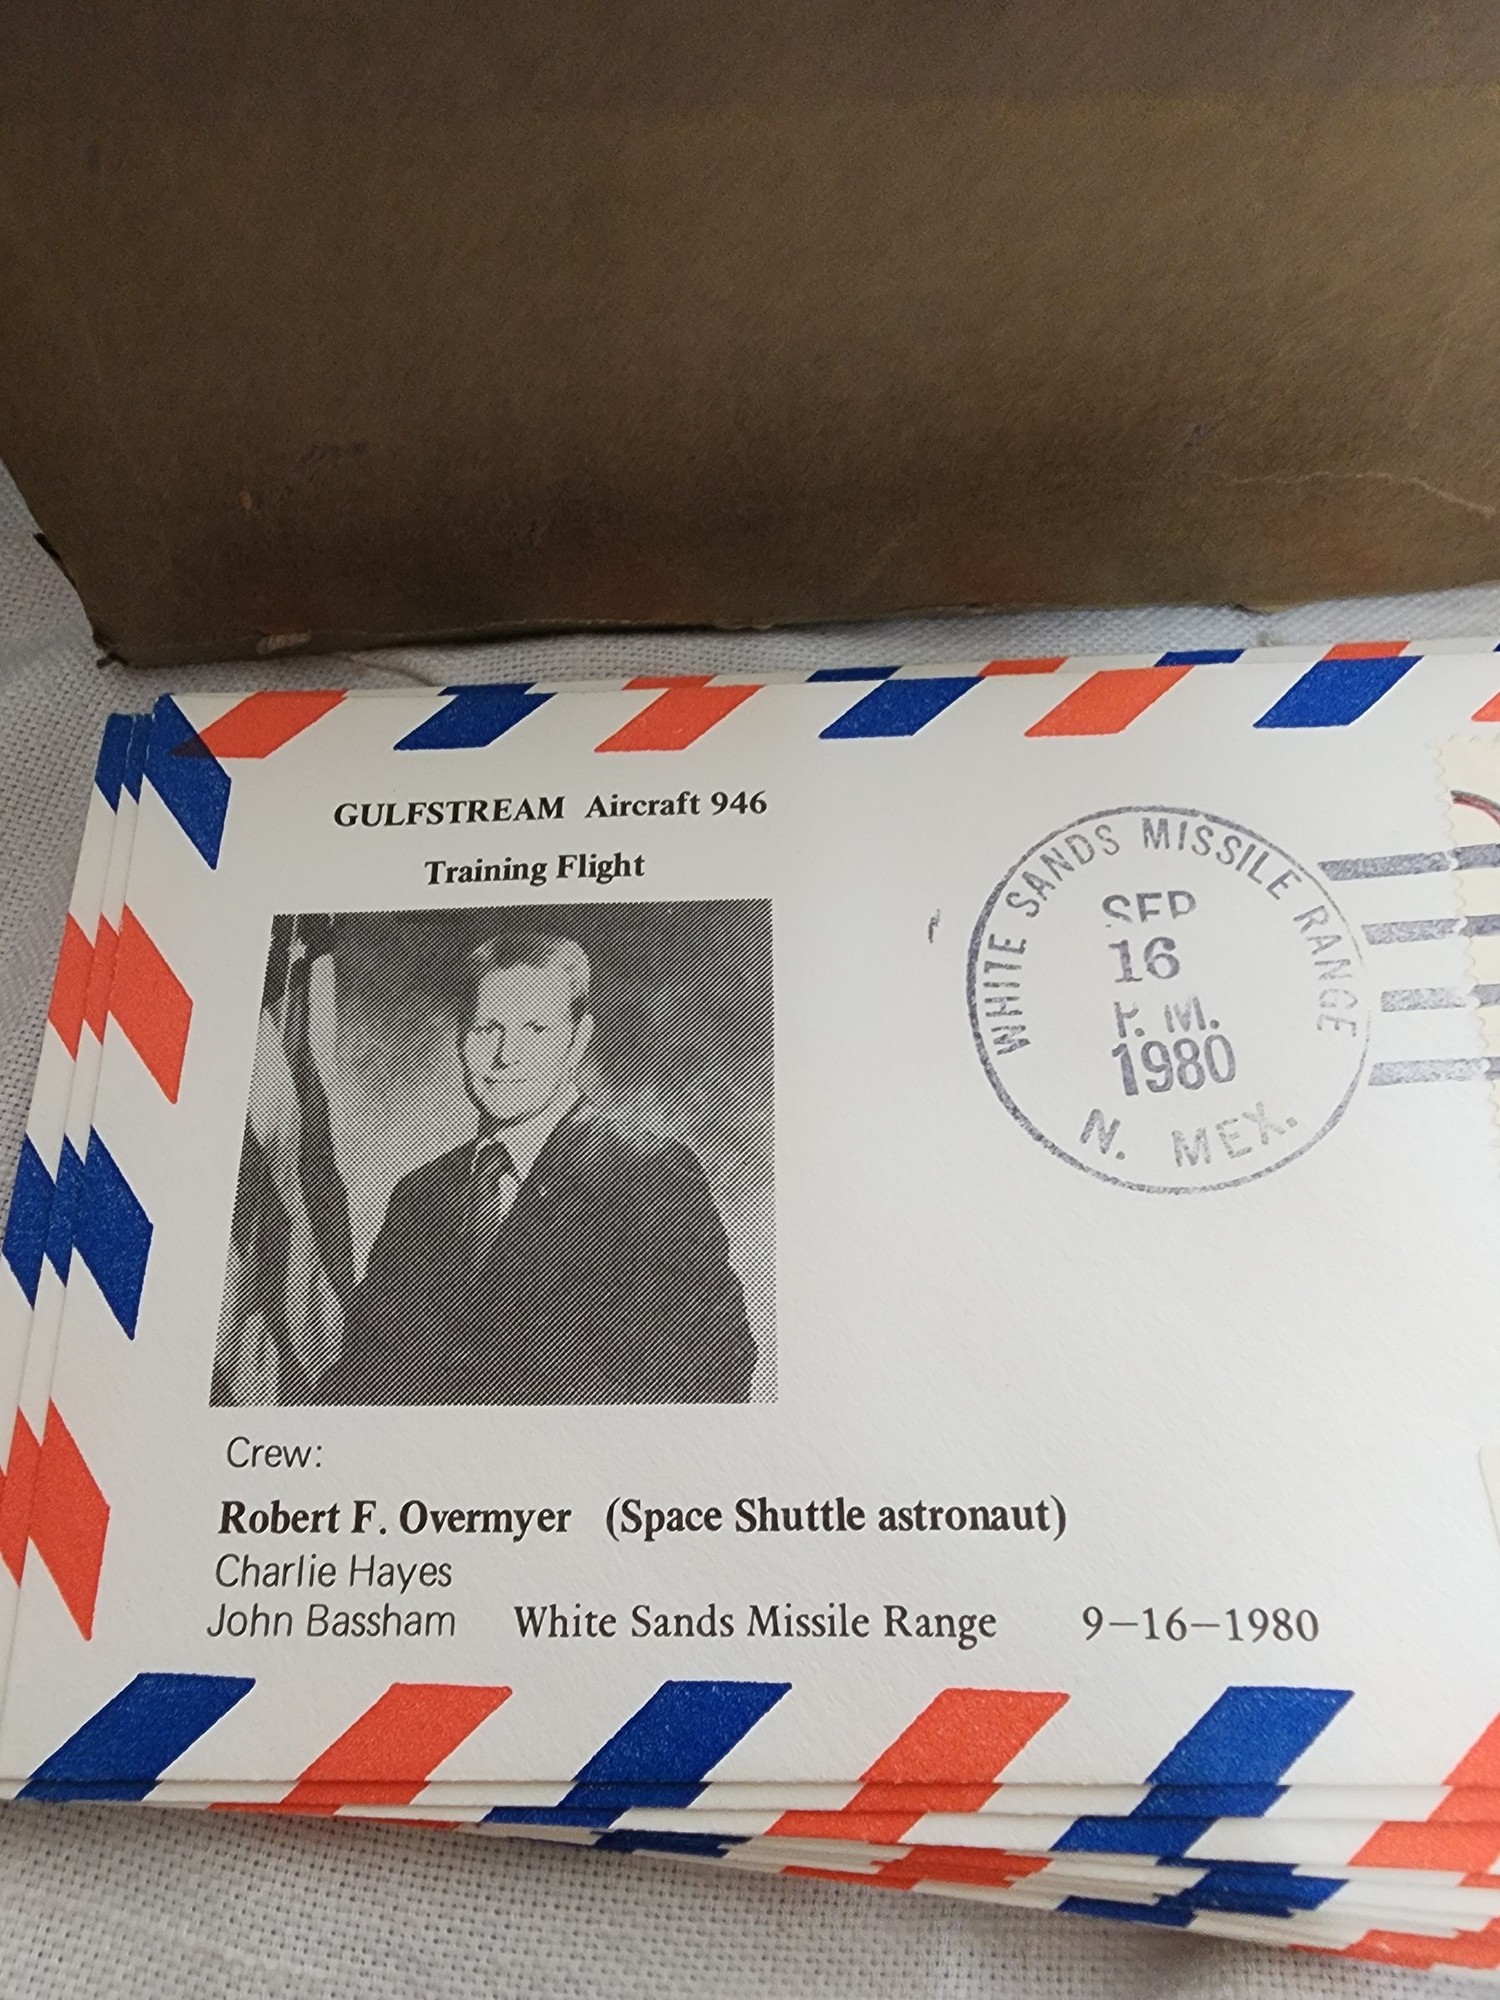 GULFSTREAM Aircraft 946
Training Flight
WHITE SANDS MISSILE RANGE
SEP
16
P. M.
1980
N. MEX.
Crew:
Robert F. Overmyer (Space Shuttle astronaut)
Charlie Hayes
John Bassham White Sands Missile Range 9–16–1980